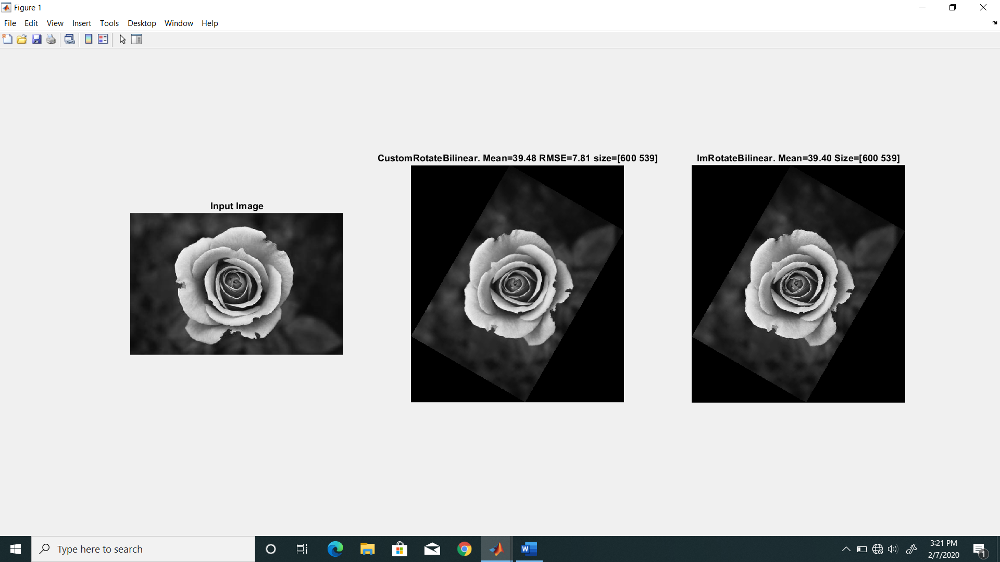 Figure 1
File Edit View Insert Tools Desktop Window Help
CustomRotateBilinear. Mean=39.48 RMSE=7.81 size=[600 539]
ImRotateBilinear. Mean=39.40 Size=[600 539]
Input Image
Type here to search
W
3:21 PM
2/7/2020
1